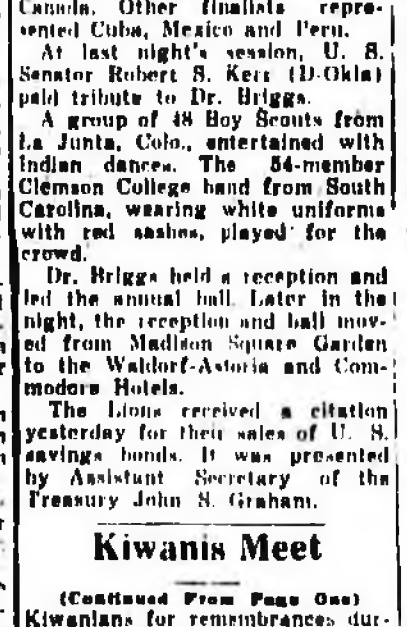 Canada. Other finalists repre-
sented Cuba, Mexico and Peru.
At last night's session, U. S.
Senator Robert S. Kerr (D-Okla)
paid tribute to Dr. Briggs.
A group of 48 Boy Scouts from
La Junta, Colo., entertained with
Indian dances. The 54-member
Clemson College band from South
Carolina, wearing white uniforms
with red sashes, played for the
crowd.
Dr. Briggs held a reception and
led the annual ball. Later in the
night, the reception and ball mov-
ed from Madison Square Garden
to the Waldorf-Astoria and Com-
modore Hotels.
The Lions received a citation
yesterday for their sales of U. S.
savings bonds. It was presented
by Assistant Secretary of the
Treasury John S. Graham.
Kiwanis Meet
(Continued From Page One)
Kiwanians for remembrances dur-